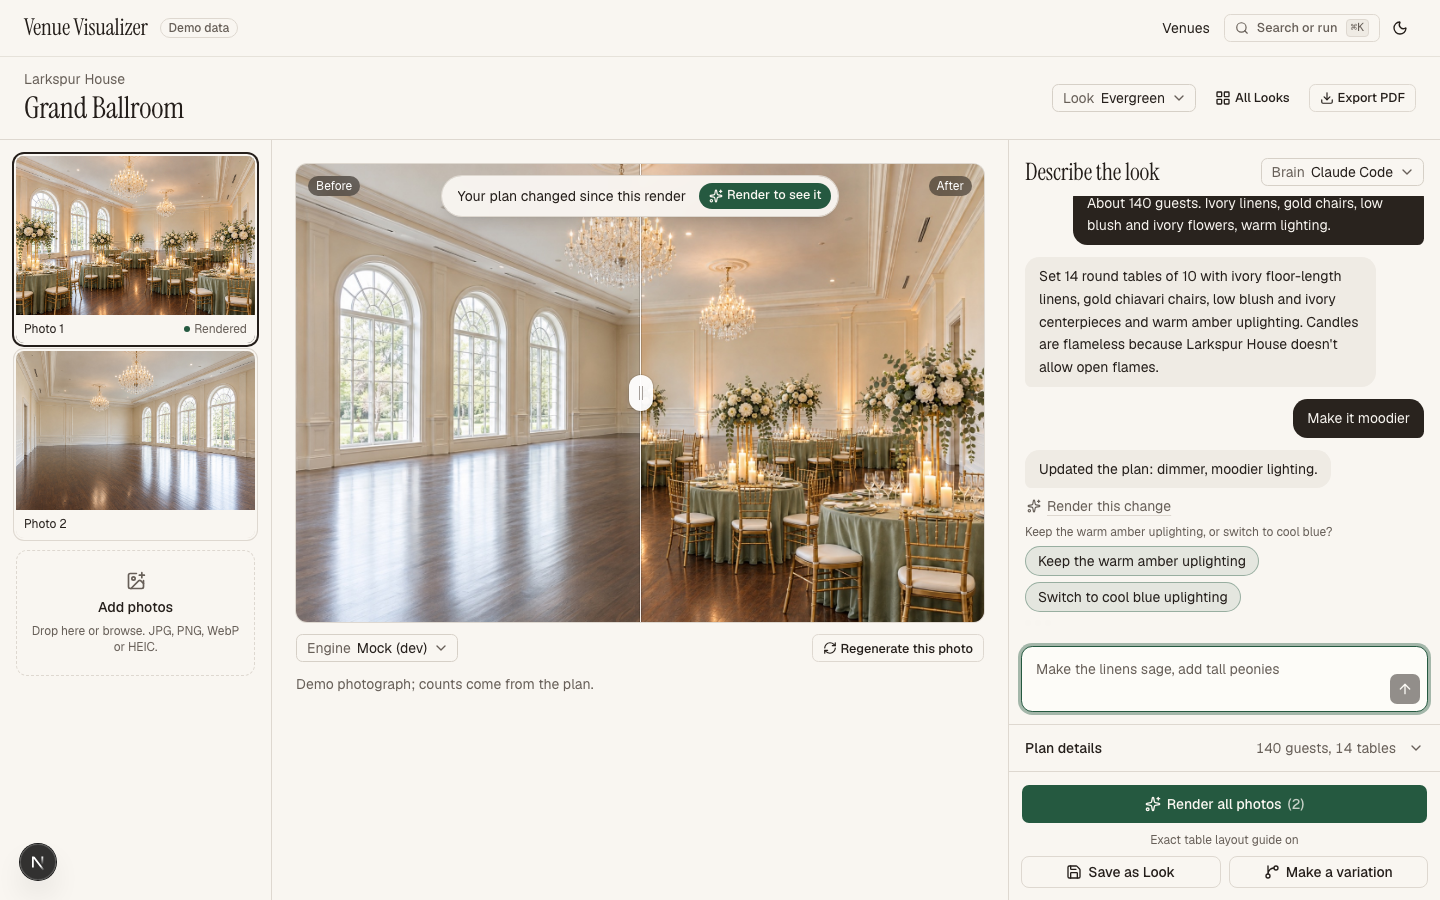 Venue Visualizer
Demo data
Venues
Search or run
⌘K
Larkspur House
Grand Ballroom
Look Evergreen
All Looks
Export PDF
Photo 1
Rendered
Photo 2
Add photos
Drop here or browse. JPG, PNG, WebP
or HEIC.
Before
Your plan changed since this render
Render to see it
After
Engine Mock (dev)
Regenerate this photo
Demo photograph; counts come from the plan.
Describe the look
Brain Claude Code
About 140 guests. Ivory linens, gold chairs, low
blush and ivory flowers, warm lighting.
Set 14 round tables of 10 with ivory floor-length
linens, gold chiavari chairs, low blush and ivory
centerpieces and warm amber uplighting. Candles
are flameless because Larkspur House doesn't
allow open flames.
Make it moodier
Updated the plan: dimmer, moodier lighting.
Render this change
Keep the warm amber uplighting, or switch to cool blue?
Keep the warm amber uplighting
Switch to cool blue uplighting
Make the linens sage, add tall peonies
Plan details
140 guests, 14 tables
Render all photos (2)
Exact table layout guide on
Save as Look
Make a variation
N